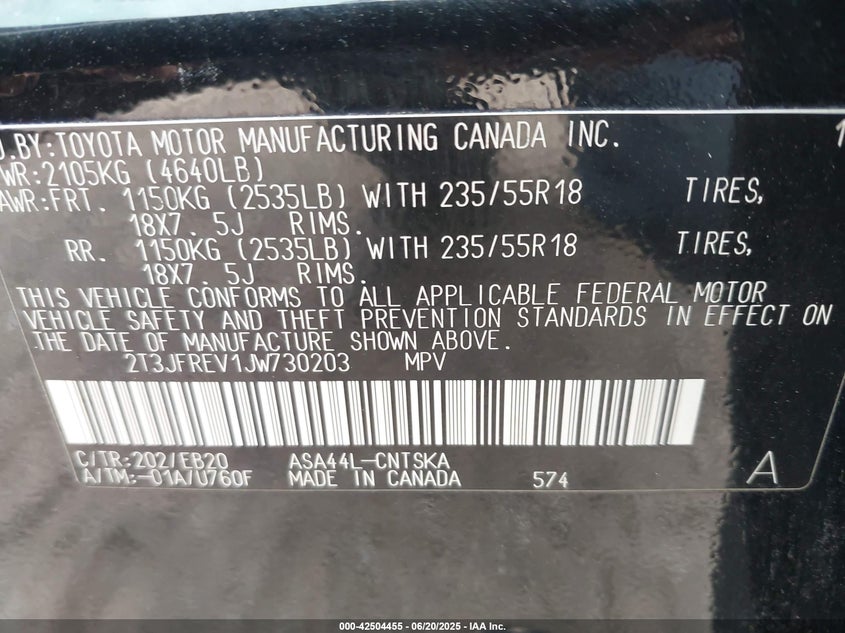 D.BY:TOYOTA MOTOR MANUFACTURING CANADA INC. 1
WR:2105KG (4640LB)
AWR:FRT. 1150KG (2535LB) WITH 235/55R18 TIRES,
18X7.5J RIMS.
RR. 1150KG (2535LB) WITH 235/55R18 TIRES,
18X7.5J RIMS.
THIS VEHICLE CONFORMS TO ALL APPLICABLE FEDERAL MOTOR
VEHICLE SAFETY AND THEFT PREVENTION STANDARDS IN EFFECT ON
THE DATE OF MANUFACTURE SHOWN ABOVE.
2T3JFREV1JW730203 MPV
C/TR:202/EB20 ASA44L-CNTSKA A
A/TM:-01A/U760F MADE IN CANADA 574
000-42504455 - 06/20/2025 - IAA Inc.